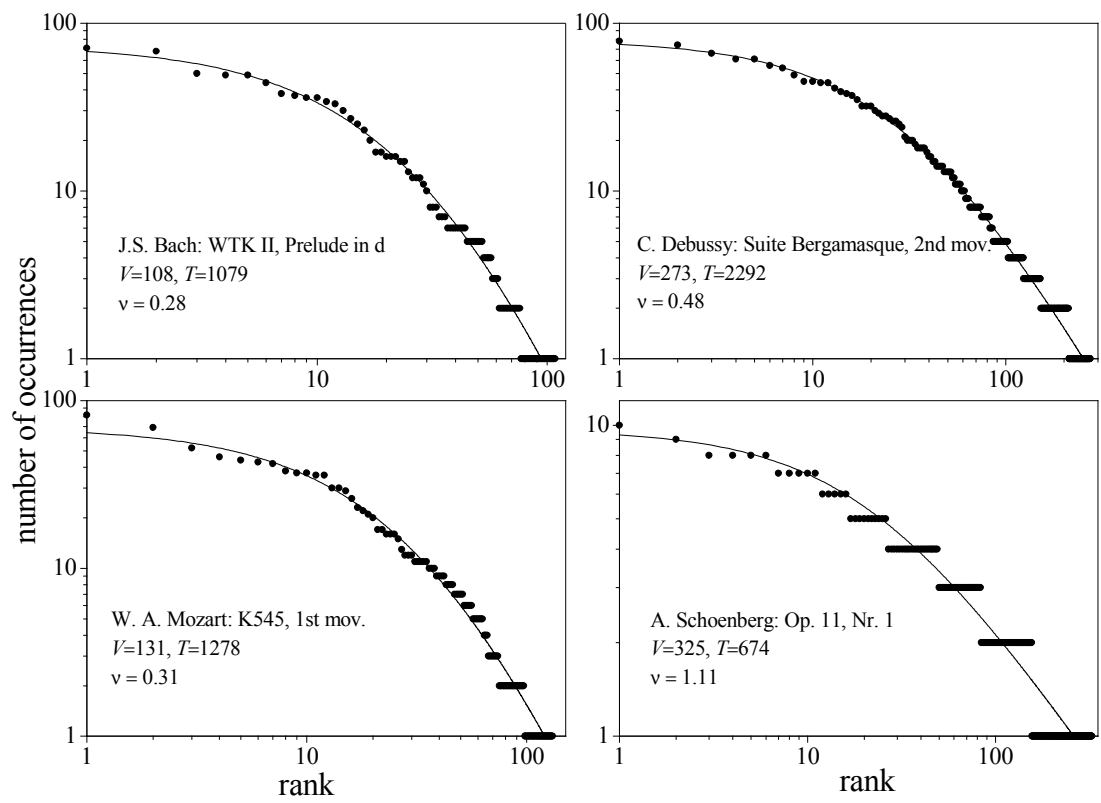 number of occurrences
100
10
1
1
10
100
J.S. Bach: WTK II, Prelude in d
V=108, T=1079
ν = 0.28
100
10
1
1
10
100
C. Debussy: Suite Bergamasque, 2nd mov.
V=273, T=2292
ν = 0.48
100
10
1
1
10
100
W. A. Mozart: K545, 1st mov.
V=131, T=1278
ν = 0.31
rank
10
1
1
10
100
A. Schoenberg: Op. 11, Nr. 1
V=325, T=674
ν = 1.11
rank